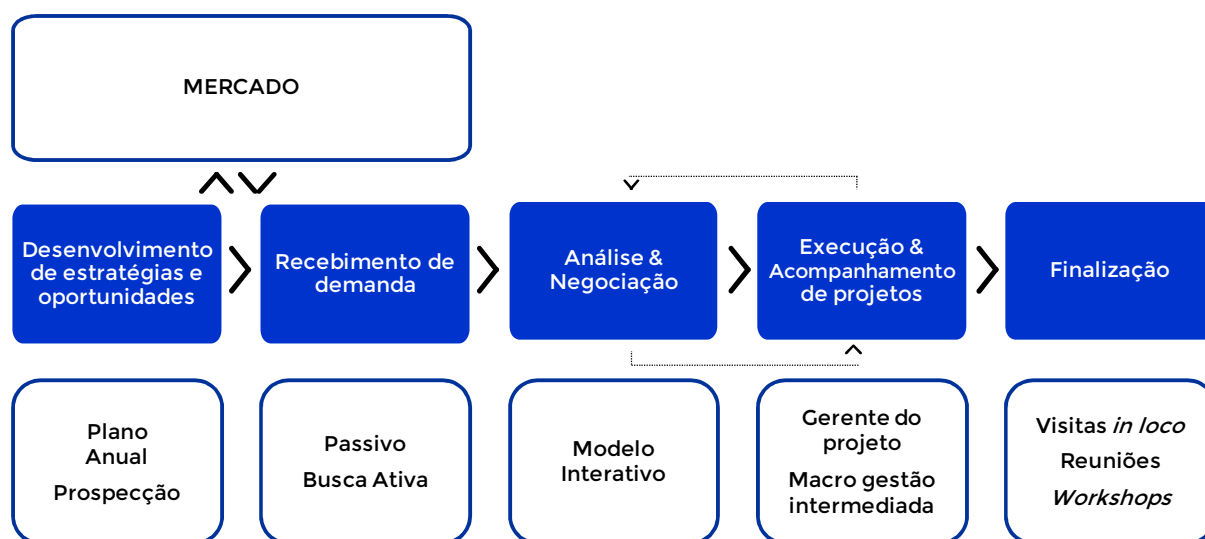 MERCADO
Desenvolvimento
de estratégias e
oportunidades
Recebimento de
demanda
Análise &
Negociação
Execução &
Acompanhamento
de projetos
Finalização
Plano
Anual
Prospecção
Passivo
Busca Ativa
Modelo
Interativo
Gerente do
projeto
Macro gestão
intermediada
Visitas in loco
Reuniões
Workshops